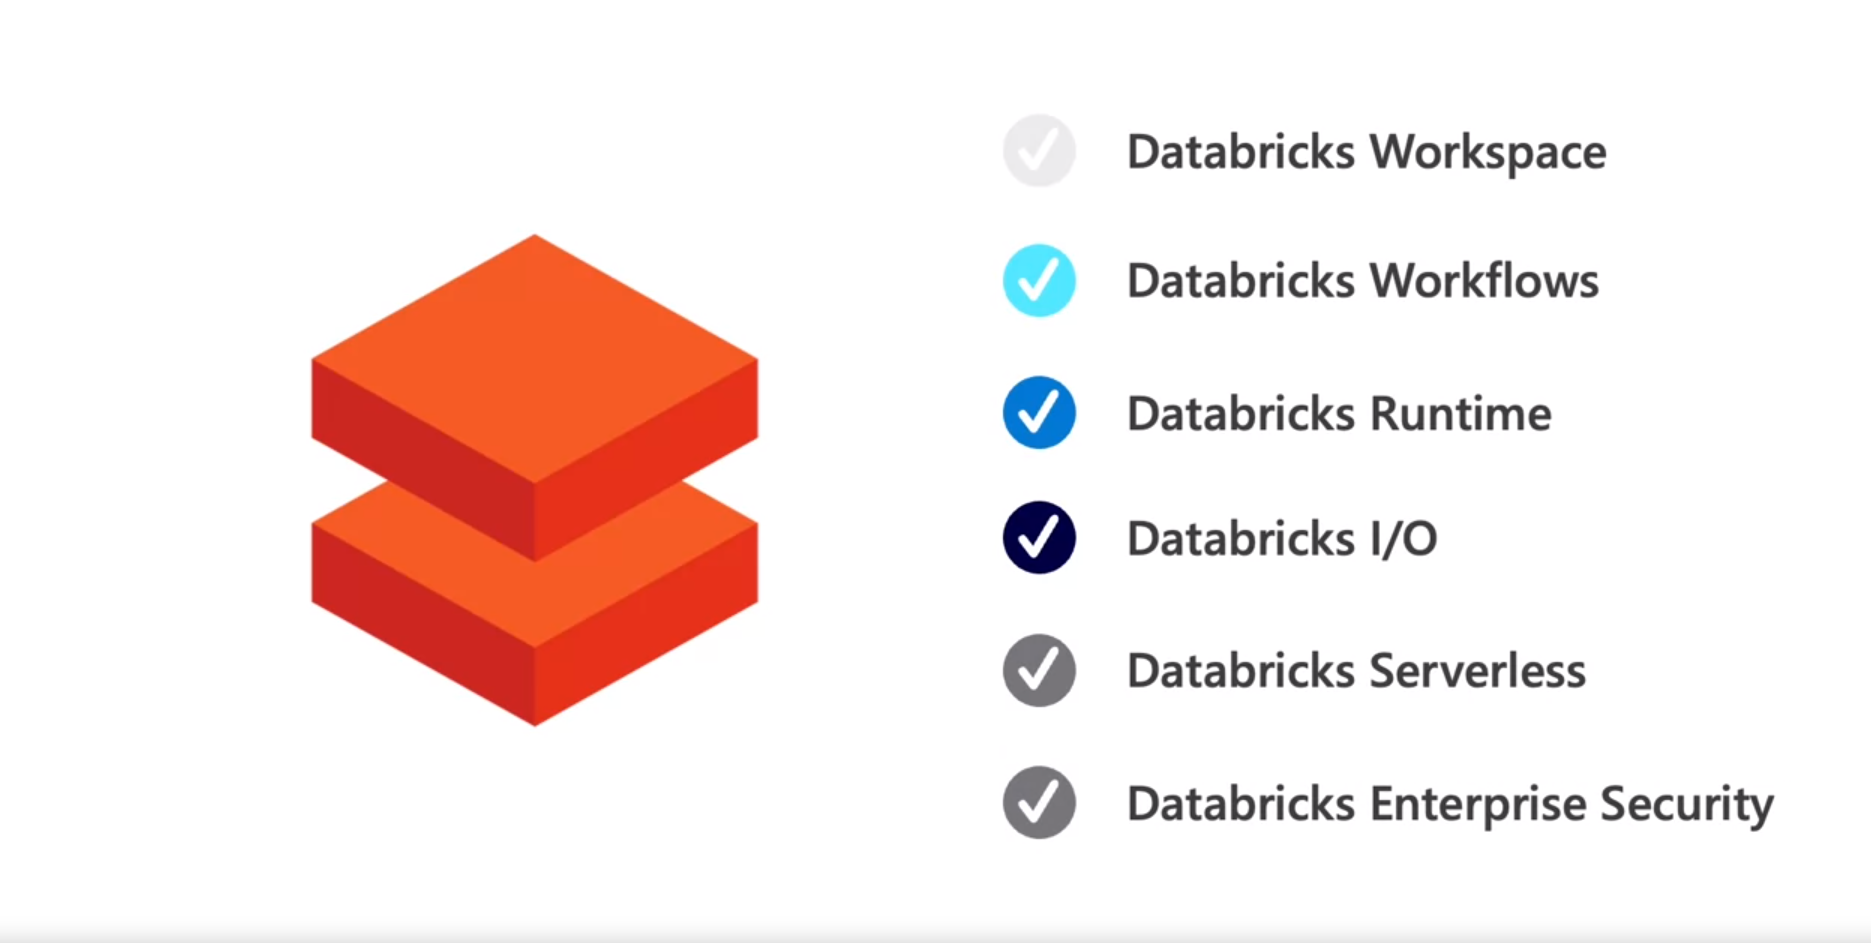 Databricks Workspace
Databricks Workflows
Databricks Runtime
Databricks I/O
Databricks Serverless
Databricks Enterprise Security